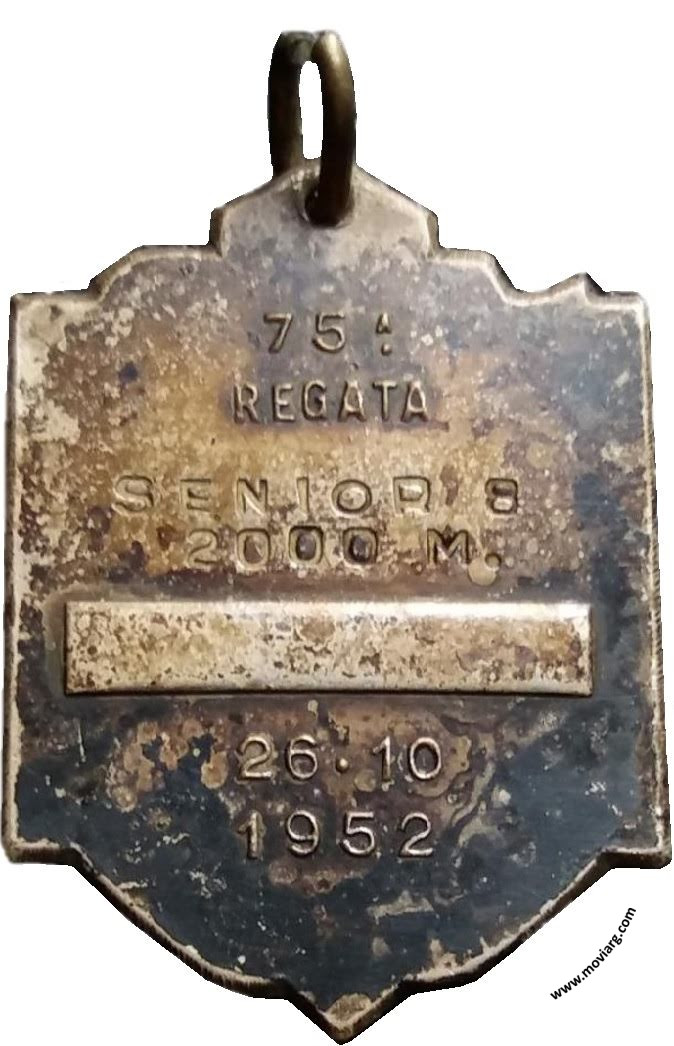 75ᴬ.
REGATA
SENIOR 8
2000 M.
26·10
1952
www.moviarg.com